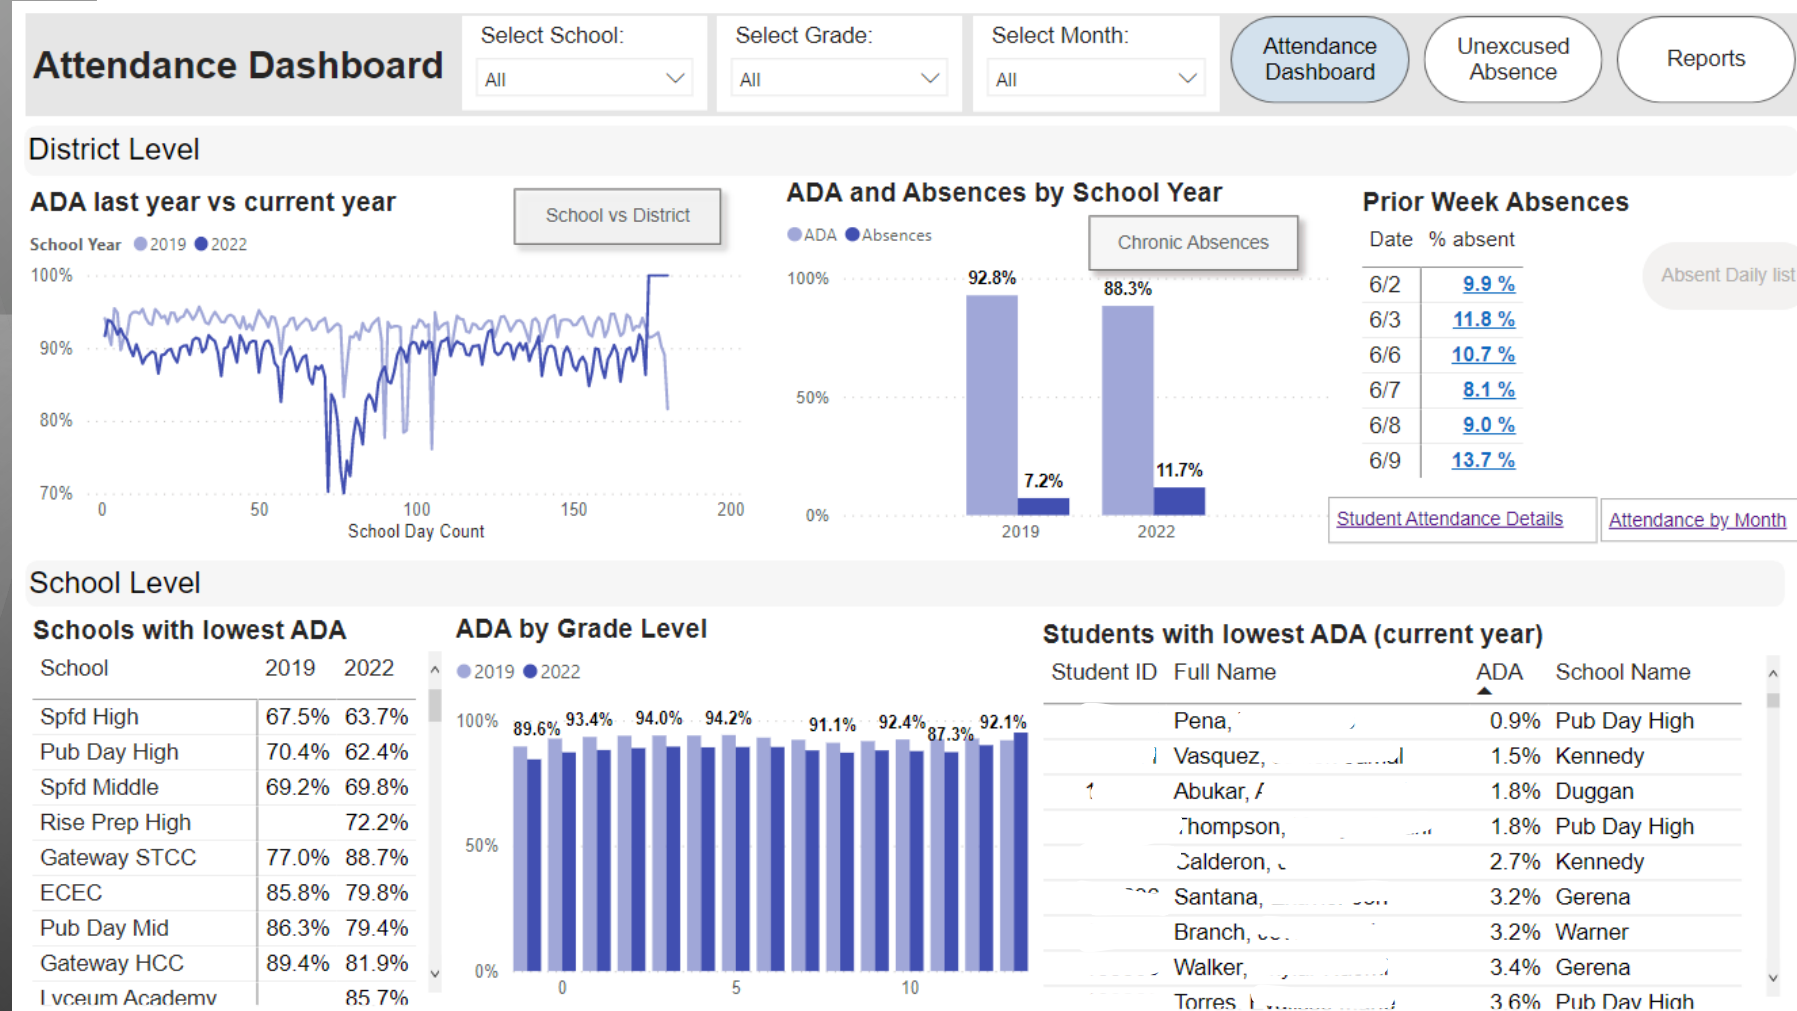 Attendance Dashboard
Select School:
All
Select Grade:
All
Select Month:
All
Attendance
Dashboard
Unexcused
Absence
Reports
District Level
ADA last year vs current year
School vs District
School Year 2019 2022
100%
90%
80%
70%
0 50 100 150 200
School Day Count
ADA and Absences by School Year
ADA Absences
Chronic Absences
100%
50%
0%
92.8%
7.2%
88.3%
11.7%
2019 2022
Prior Week Absences
Date % absent
6/2 9.9 %
6/3 11.8 %
6/6 10.7 %
6/7 8.1 %
6/8 9.0 %
6/9 13.7 %
Absent Daily list
Student Attendance Details
Attendance by Month
School Level
Schools with lowest ADA
School 2019 2022
Spfd High 67.5% 63.7%
Pub Day High 70.4% 62.4%
Spfd Middle 69.2% 69.8%
Rise Prep High 72.2%
Gateway STCC 77.0% 88.7%
ECEC 85.8% 79.8%
Pub Day Mid 86.3% 79.4%
Gateway HCC 89.4% 81.9%
Lyceum Academy 85.7%
ADA by Grade Level
2019 2022
100%
50%
0%
89.6% 93.4% 94.0% 94.2% 91.1% 92.4% 87.3% 92.1%
0 5 10
Students with lowest ADA (current year)
Student ID Full Name ADA School Name
Pena, 0.9% Pub Day High
Vasquez, 1.5% Kennedy
Abukar, 1.8% Duggan
Thompson, 1.8% Pub Day High
Calderon, 2.7% Kennedy
Santana, 3.2% Gerena
Branch, 3.2% Warner
Walker, 3.4% Gerena
Torres, 3.6% Pub Day High